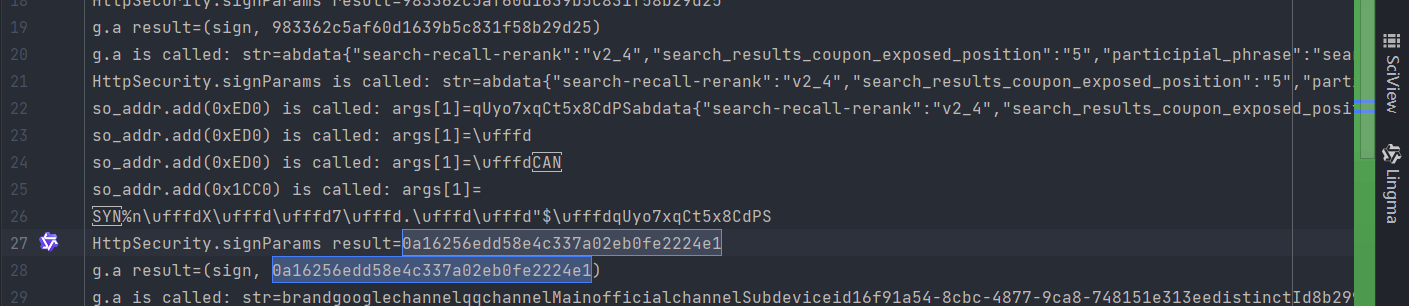 18 HttpSecurity.signParams result=983362c5af60d1639b5c831f58b29d25
19 g.a result=(sign, 983362c5af60d1639b5c831f58b29d25)
20 g.a is called: str=abdata{"search-recall-rerank":"v2_4","search_results_coupon_exposed_position":"5","participial_phrase":"sea
21 HttpSecurity.signParams is called: str=abdata{"search-recall-rerank":"v2_4","search_results_coupon_exposed_position":"5","part
22 so_addr.add(0xED0) is called: args[1]=qUyo7xqCt5x8CdPSabdata{"search-recall-rerank":"v2_4","search_results_coupon_exposed_posit
23 so_addr.add(0xED0) is called: args[1]=\ufffd
24 so_addr.add(0xED0) is called: args[1]=\ufffdCAN
25 so_addr.add(0x1CC0) is called: args[1]=
26 SYN%n\ufffdX\ufffd\ufffd7\ufffd.\ufffd\ufffd"$\ufffdqUyo7xqCt5x8CdPS
27 HttpSecurity.signParams result=0a16256edd58e4c337a02eb0fe2224e1
28 g.a result=(sign, 0a16256edd58e4c337a02eb0fe2224e1)
29 g.a is called: str=brandgooglechannelqqchannelMainofficialchannelSubdeviceid16f91a54-8cbc-4877-9ca8-748151e313eedistinctId8b29
SciView
Lingma